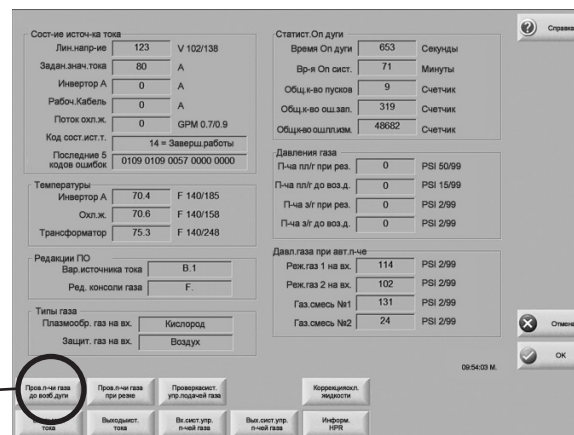 Сост-ие источ-ка тока
Лин.напр-ие 123 V 102/138
Задан.знач.тока 80 A
Инвертор А 0 A
Рабоч.Кабель 0 A
Поток охл.ж. 0 GPM 0.7/0.9
Код сост.ист.т. 14 = Заверш.работы
Последние 5
кодов ошибок 0109 0109 0057 0000 0000
Температуры
Инвертор А 70.4 F 140/185
Охл.ж. 70.6 F 140/158
Трансформатор 75.3 F 140/248
Редакции ПО
Вар.источника тока B.1
Ред. консоли газа F.
Типы газа
Плазмообр. газ на вх. Кислород
Защит. газ на вх. Воздух
Статист.Оп дуги
Время Оп дуги 653 Секунды
Вр-я Оп сист. 71 Минуты
Общ.к-во пусков 9 Счетчик
Общ.к-во ош.зап. 319 Счетчик
Общ.к-во ош.пл.изм. 48682 Счетчик
Давления газа
П-ча пл/г при рез. 0 PSI 50/99
П-ча пл/г до воз.д. 0 PSI 15/99
П-ча з/г при рез. 0 PSI 2/99
П-ча з/г до воз.д. 0 PSI 2/99
Давл.газа при авт.п-че
Реж.газ 1 на вх. 114 PSI 2/99
Реж.газ 2 на вх. 102 PSI 2/99
Газ.смесь №1 131 PSI 2/99
Газ.смесь №2 24 PSI 2/99
Справка
Отмена
ОК
09:54:03 М.
Пров.п-чи газа
до возб.дуги
Пров.п-чи газа
при резке
Проверкасист.
упр.подачей газа
Коррекцияохл.
жидкости
тока
Выходыист.
тока
Вх.сист.упр.
п-чей газа
Вых.сист.упр.
п-чей газа
Информ.
HPR